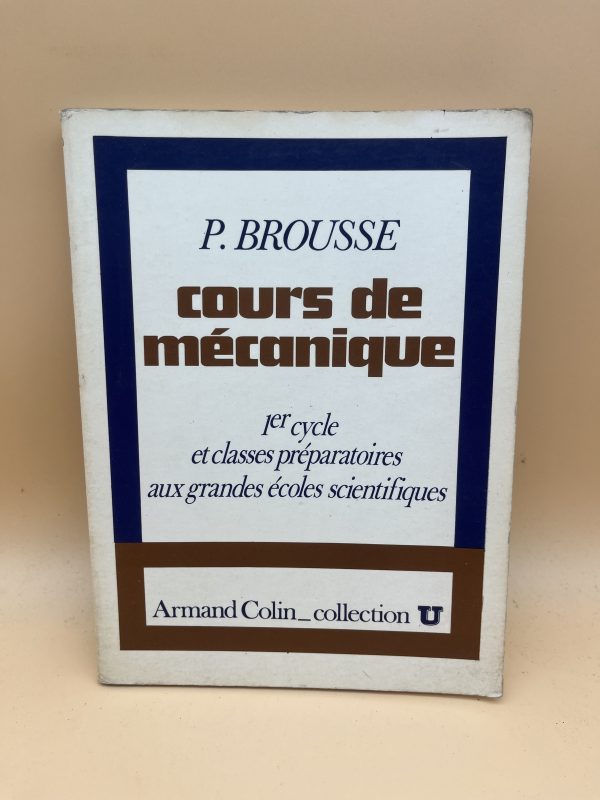 P. BROUSSE
cours de
mécanique
1er cycle
et classes préparatoires
aux grandes écoles scientifiques
Armand Colin_collection U